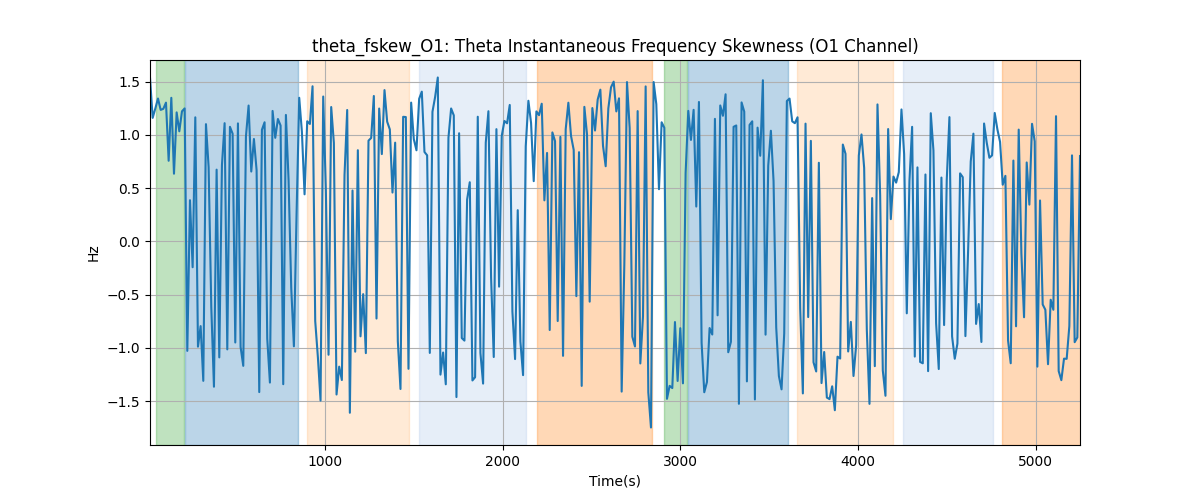 theta_fskew_O1: Theta Instantaneous Frequency Skewness (O1 Channel)
1.5
1.0
0.5
0.0
−0.5
−1.0
−1.5
Hz
1000 2000 3000 4000 5000
Time(s)